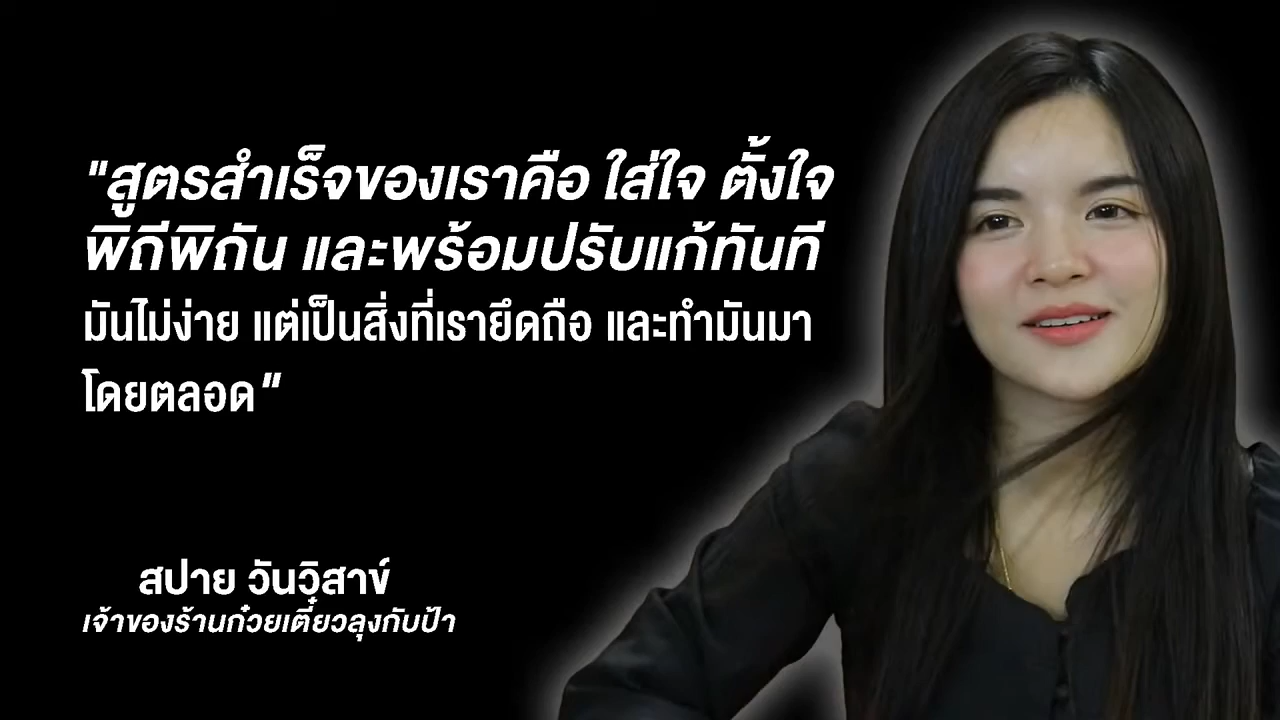 "สูตรสำเร็จของเราคือ ใส่ใจ ตั้งใจ
พิถีพิถัน และพร้อมปรับแก้ทันที
มันไม่ง่าย แต่เป็นสิ่งที่เรายึดถือ และทำมันมา
โดยตลอด"
สปาย วันวิสาข์
เจ้าของร้านก๋วยเตี๋ยวลุงกับป้า